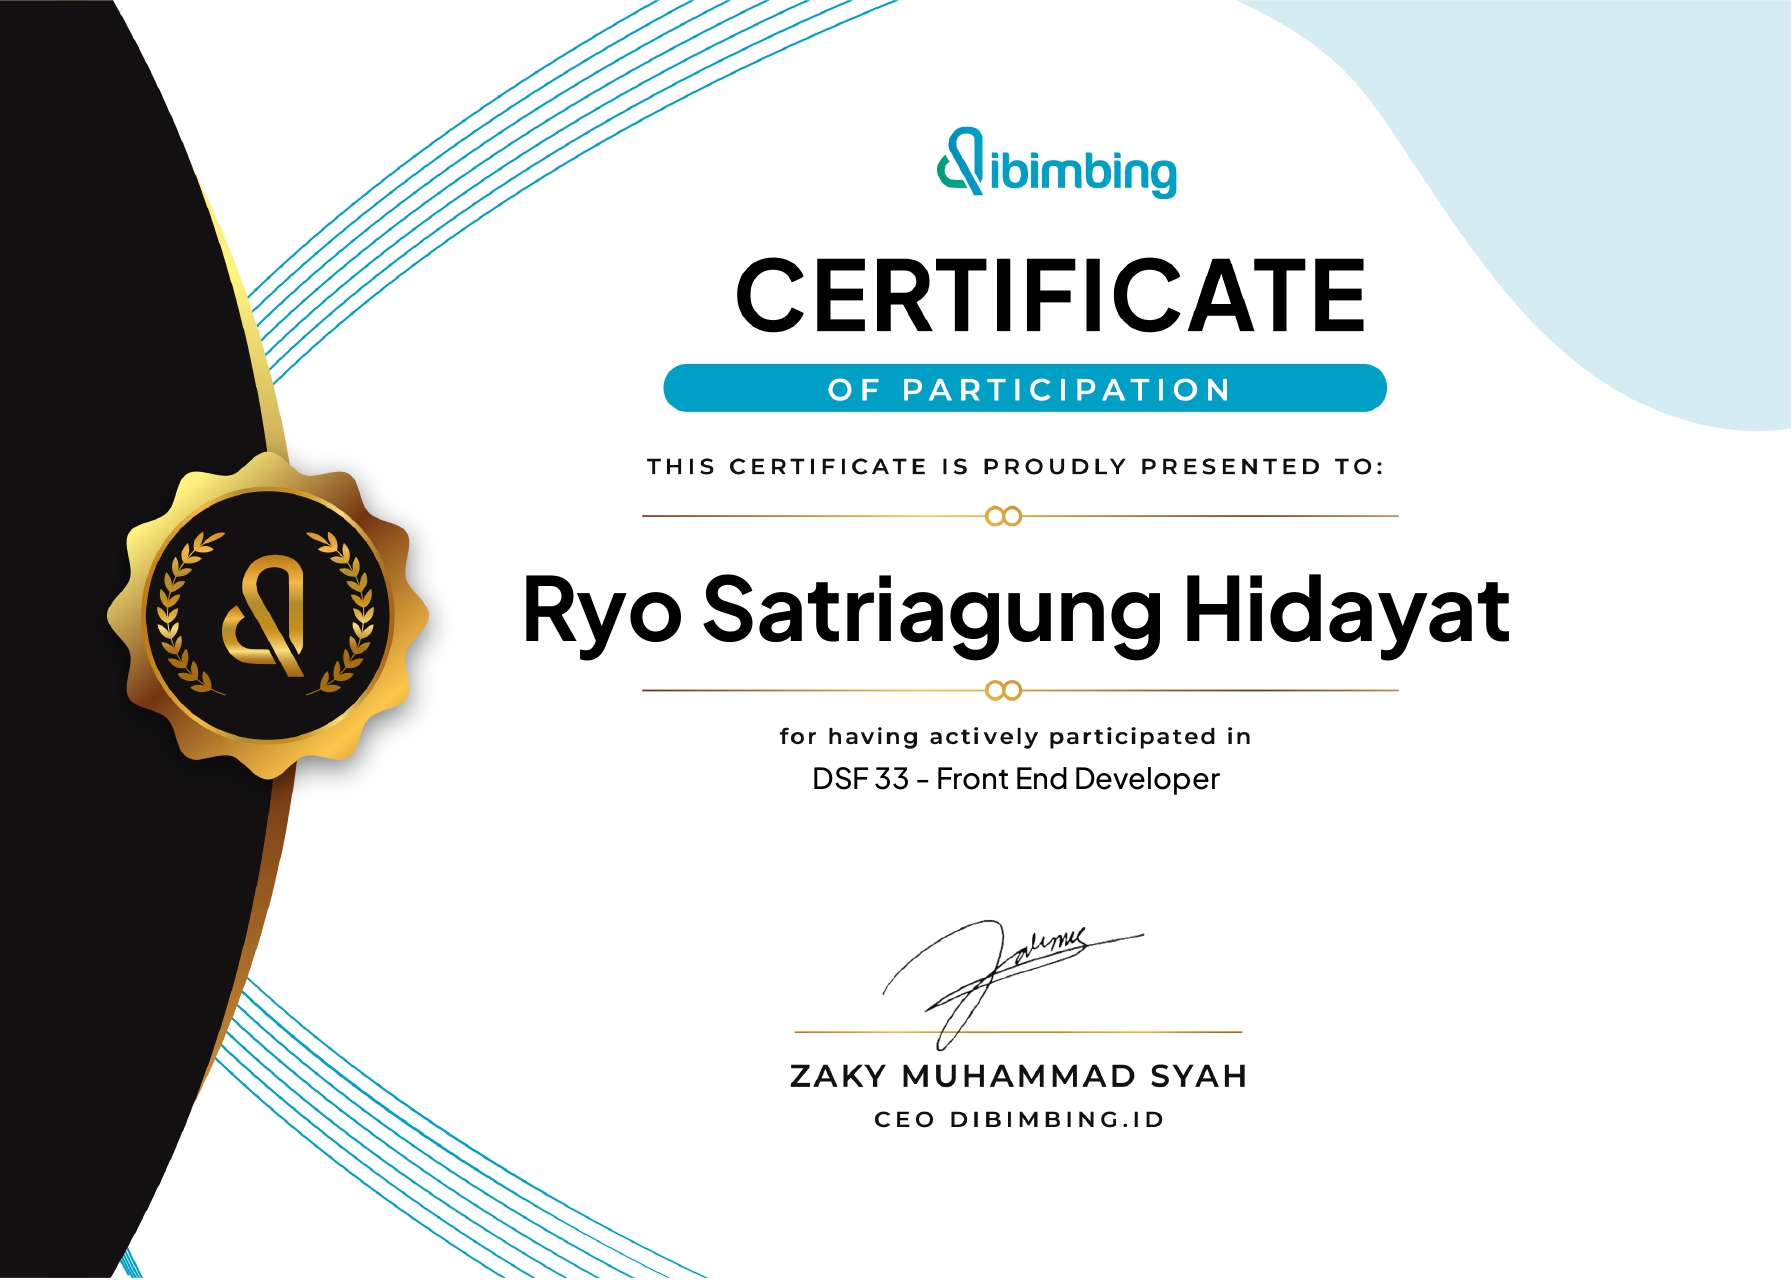 dibimbing
CERTIFICATE
OF PARTICIPATION
THIS CERTIFICATE IS PROUDLY PRESENTED TO:
Ryo Satriagung Hidayat
for having actively participated in
DSF 33 - Front End Developer
ZAKY MUHAMMAD SYAH
CEO DIBIMBING.ID